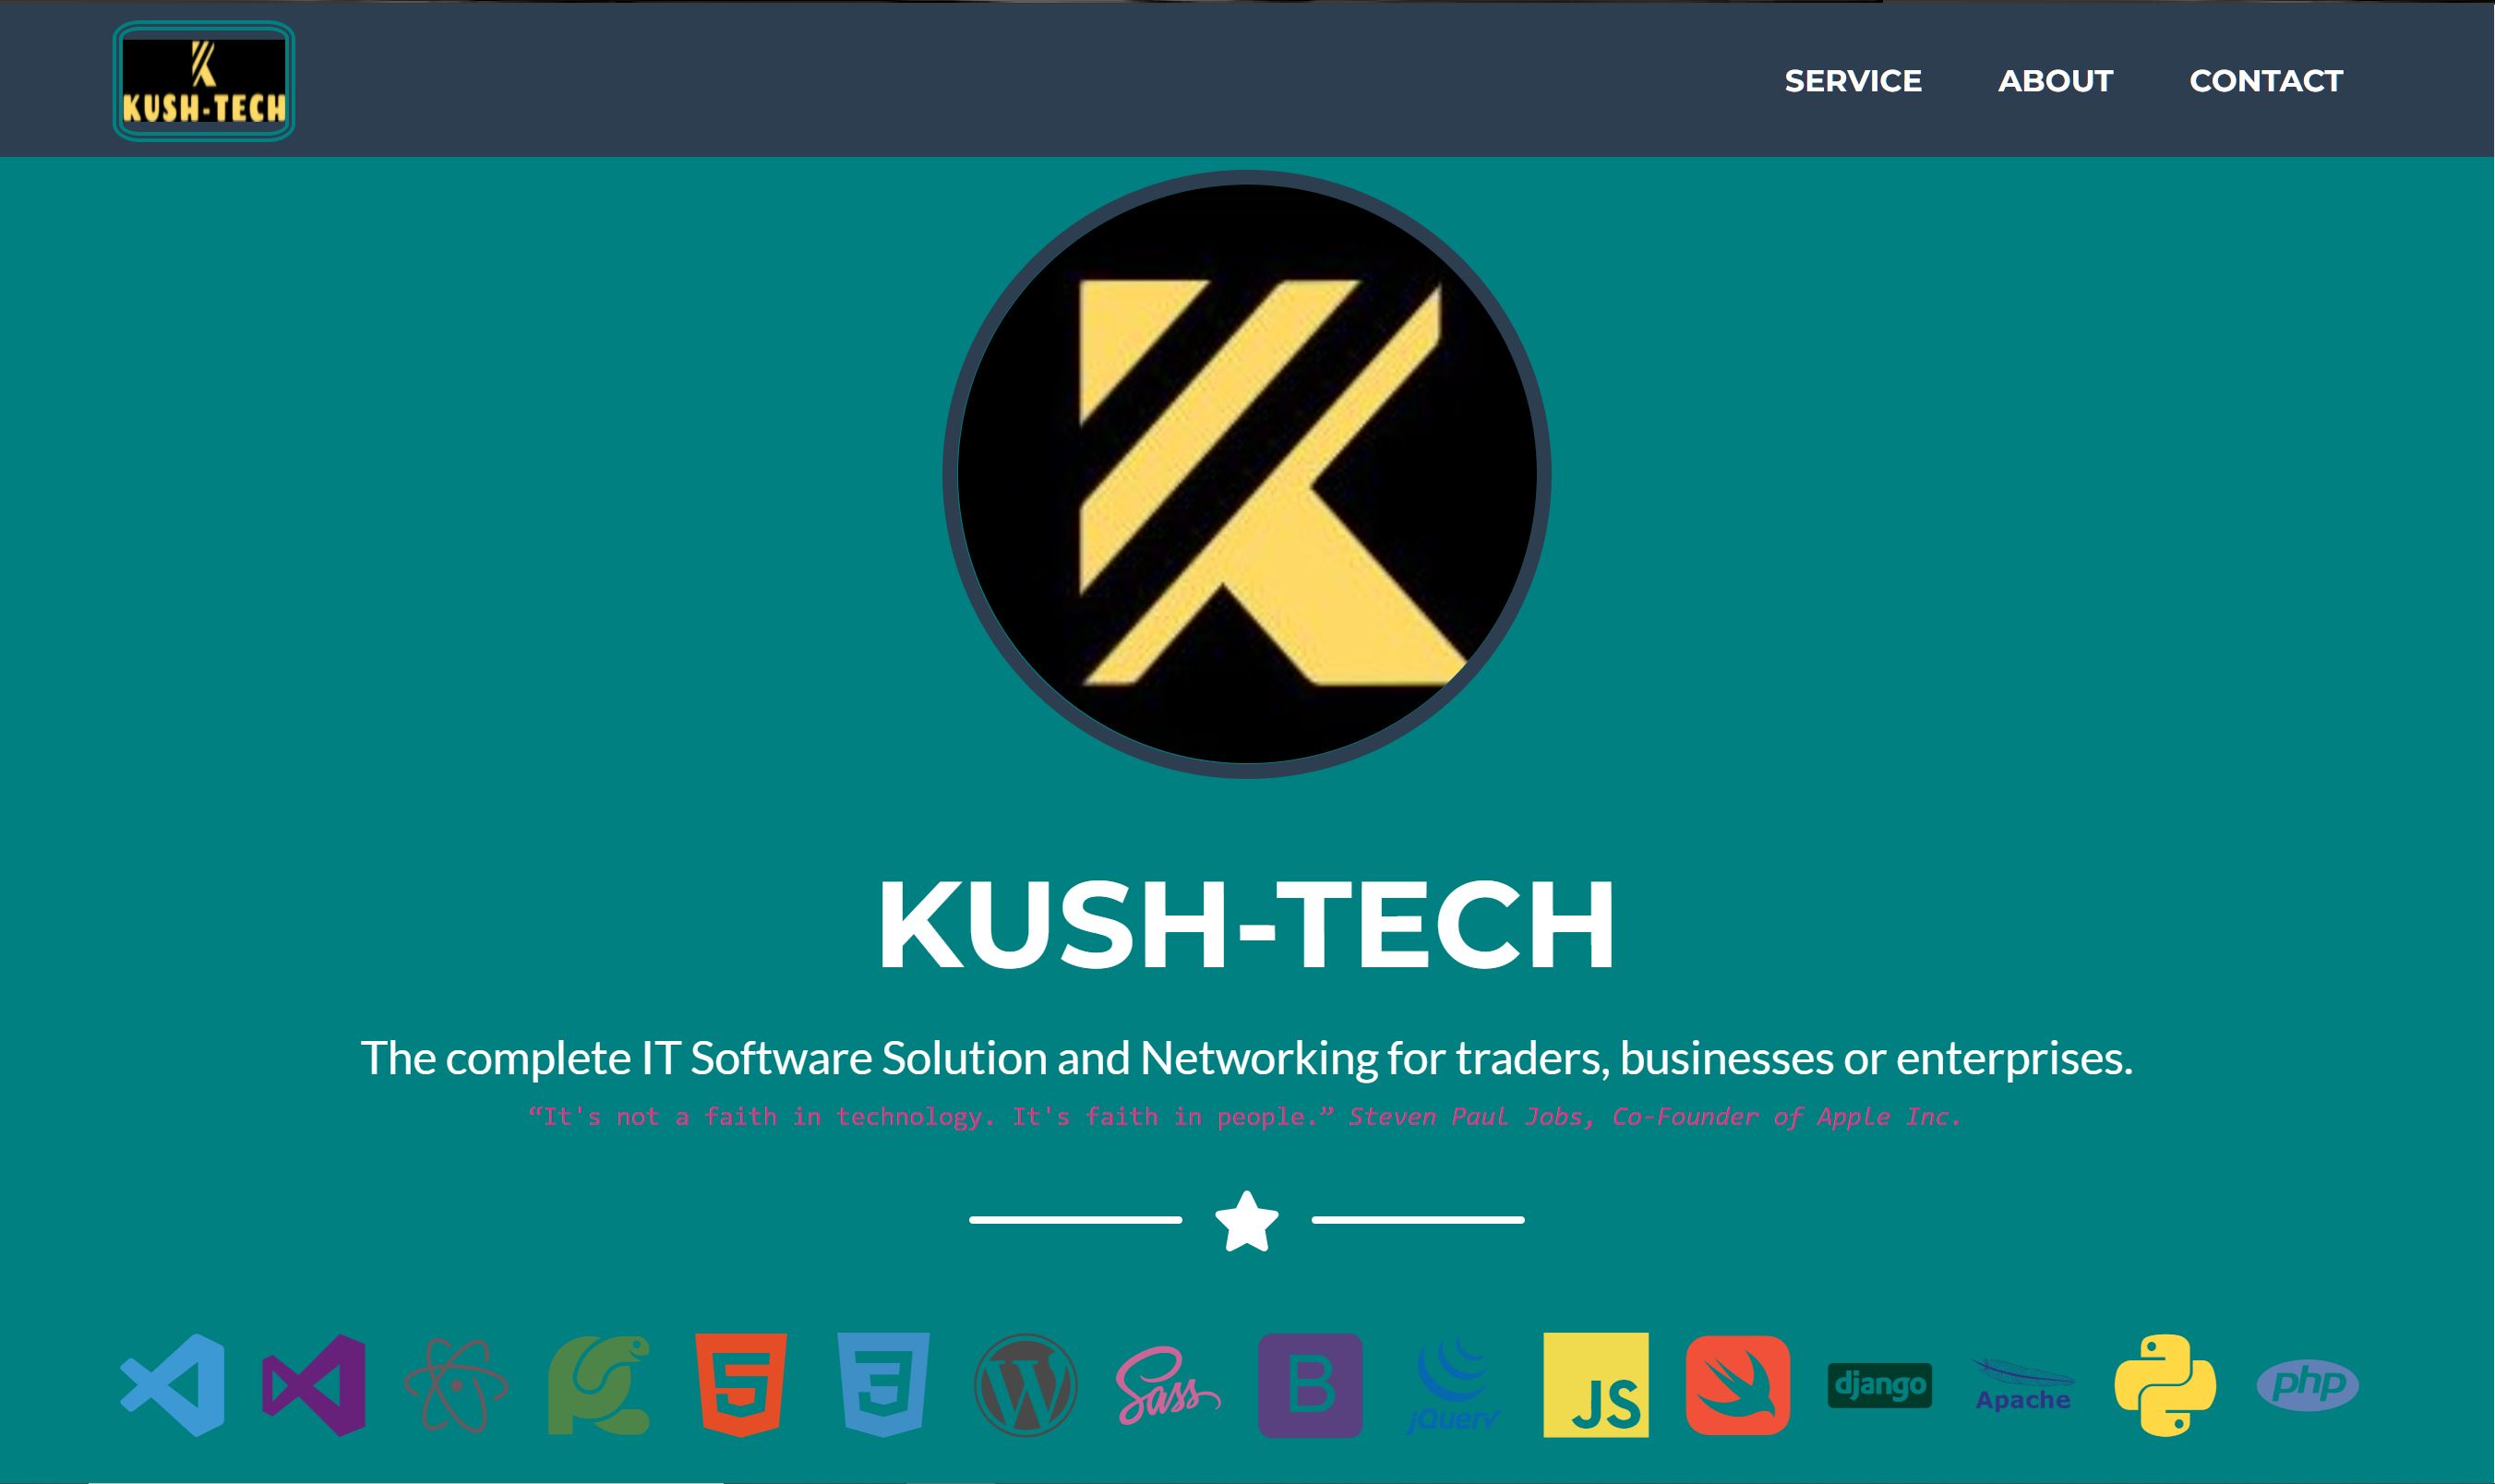 K
KUSH-TECH
SERVICE ABOUT CONTACT
K
KUSH-TECH
The complete IT Software Solution and Networking for traders, businesses or enterprises.
“It's not a faith in technology. It's faith in people.” Steven Paul Jobs, Co-Founder of Apple Inc.
5 3 W Sass B jQuery JS django Apache php